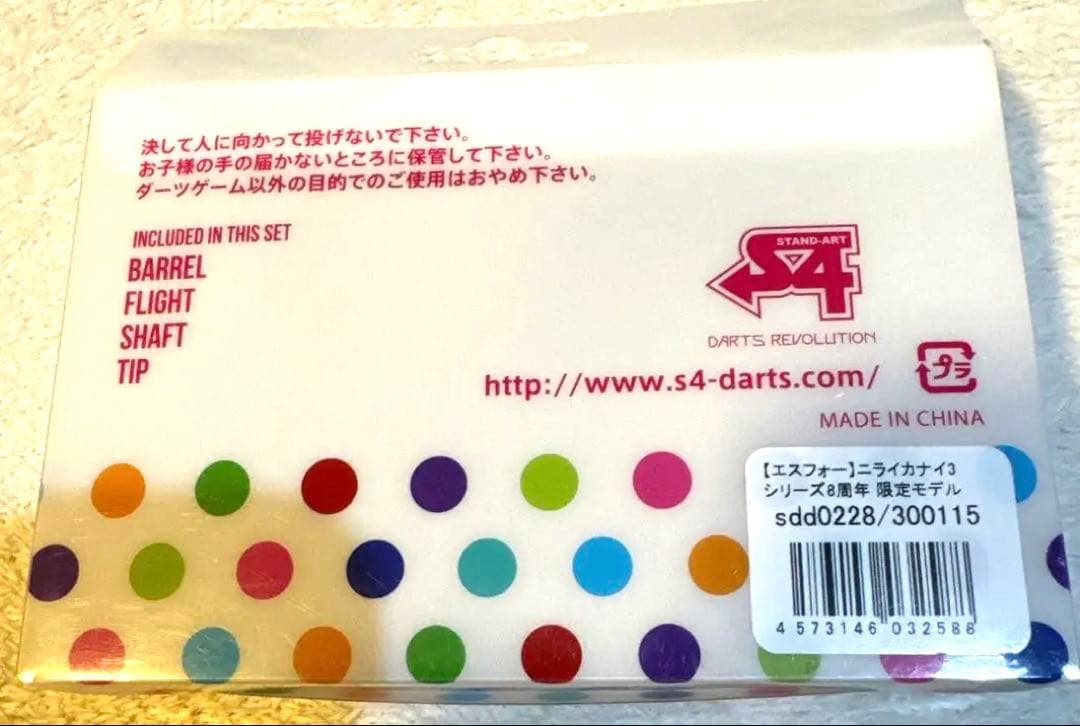 決して人に向かって投げないで下さい。
お子様の手の届かないところに保管して下さい。
ダーツゲーム以外の目的でのご使用はおやめ下さい。
INCLUDED IN THIS SET
BARREL
FLIGHT
SHAFT
TIP
STAND-ART
S4
DARTS REVOLUTION
http://www.s4-darts.com/
プラ
MADE IN CHINA
【エスフォー】ニライカナイ3
シリーズ8周年 限定モデル
sdd0228/300115
4 573146 032588